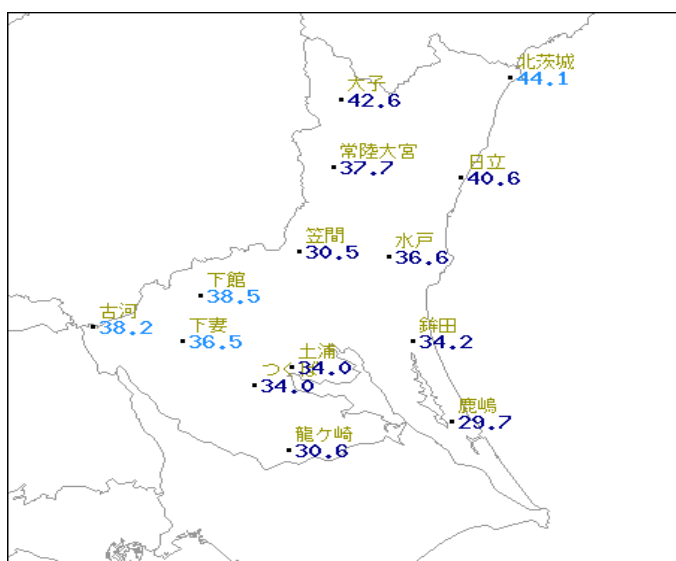 北茨城
44.1
大子
42.6
常陸大宮
37.7
日立
40.6
笠間
30.5
水戸
36.6
下館
38.5
古河
38.2
下妻
36.5
鉾田
34.2
土浦
34.0
つくば
34.0
鹿嶋
29.7
龍ケ崎
30.6